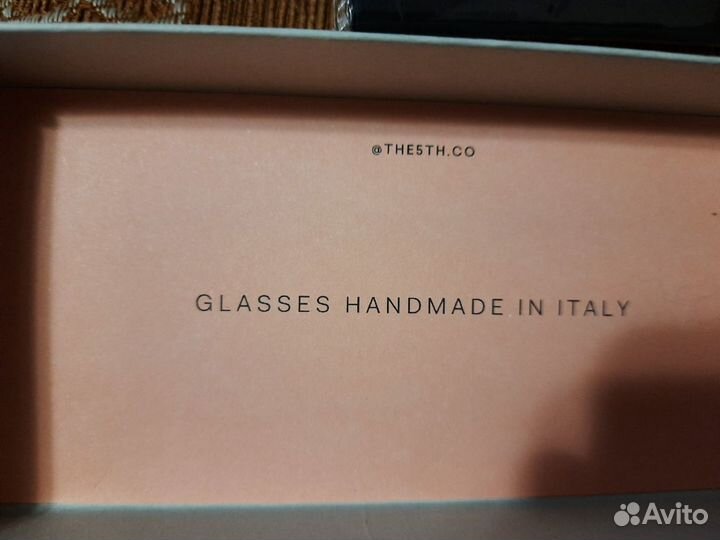 @THE5TH.CO
GLASSES HANDMADE IN ITALY
Avito